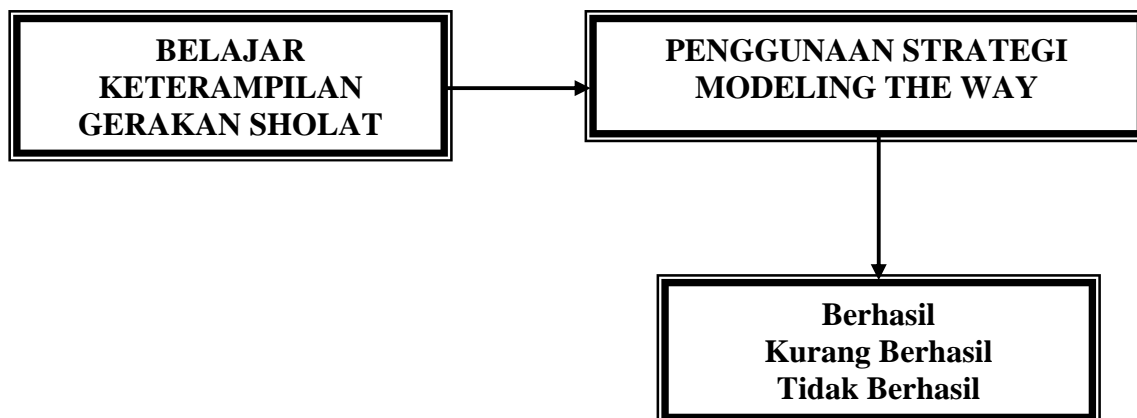 BELAJAR
KETERAMPILAN
GERAKAN SHOLAT
PENGGUNAAN STRATEGI
MODELING THE WAY
Berhasil
Kurang Berhasil
Tidak Berhasil